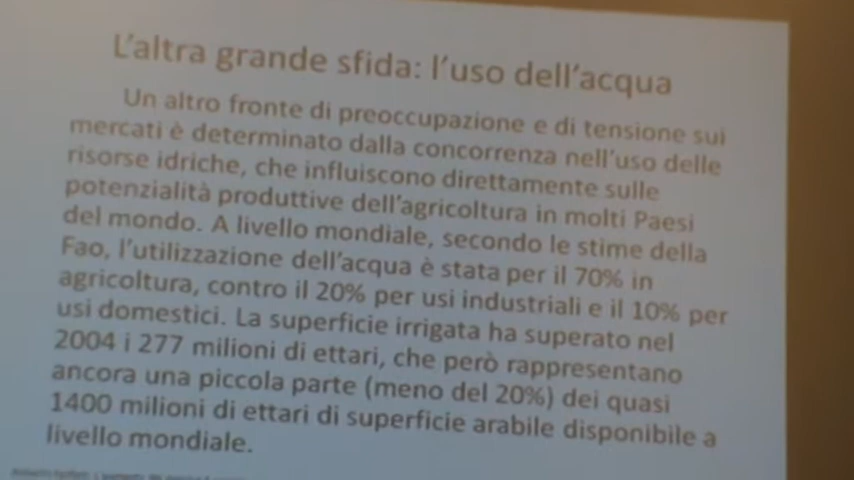 L'altra grande sfida: l'uso dell'acqua
Un altro fronte di preoccupazione e di tensione sui
mercati è determinato dalla concorrenza nell'uso delle
risorse idriche, che influiscono direttamente sulle
potenzialità produttive dell'agricoltura in molti Paesi
del mondo. A livello mondiale, secondo le stime della
Fao, l'utilizzazione dell'acqua è stata per il 70% in
agricoltura, contro il 20% per usi industriali e il 10% per
usi domestici. La superficie irrigata ha superato nel
2004 i 277 milioni di ettari, che però rappresentano
ancora una piccola parte (meno del 20%) dei quasi
1400 milioni di ettari di superficie arabile disponibile a
livello mondiale.